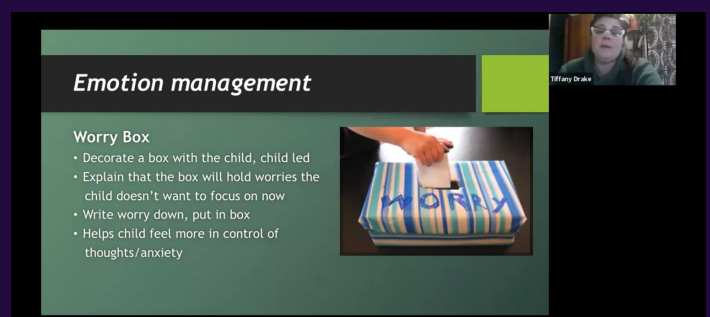 Emotion management
Tiffany Drake
Worry Box
• Decorate a box with the child, child led
• Explain that the box will hold worries the
child doesn't want to focus on now
• Write worry down, put in box
• Helps child feel more in control of
thoughts/anxiety
WORRY